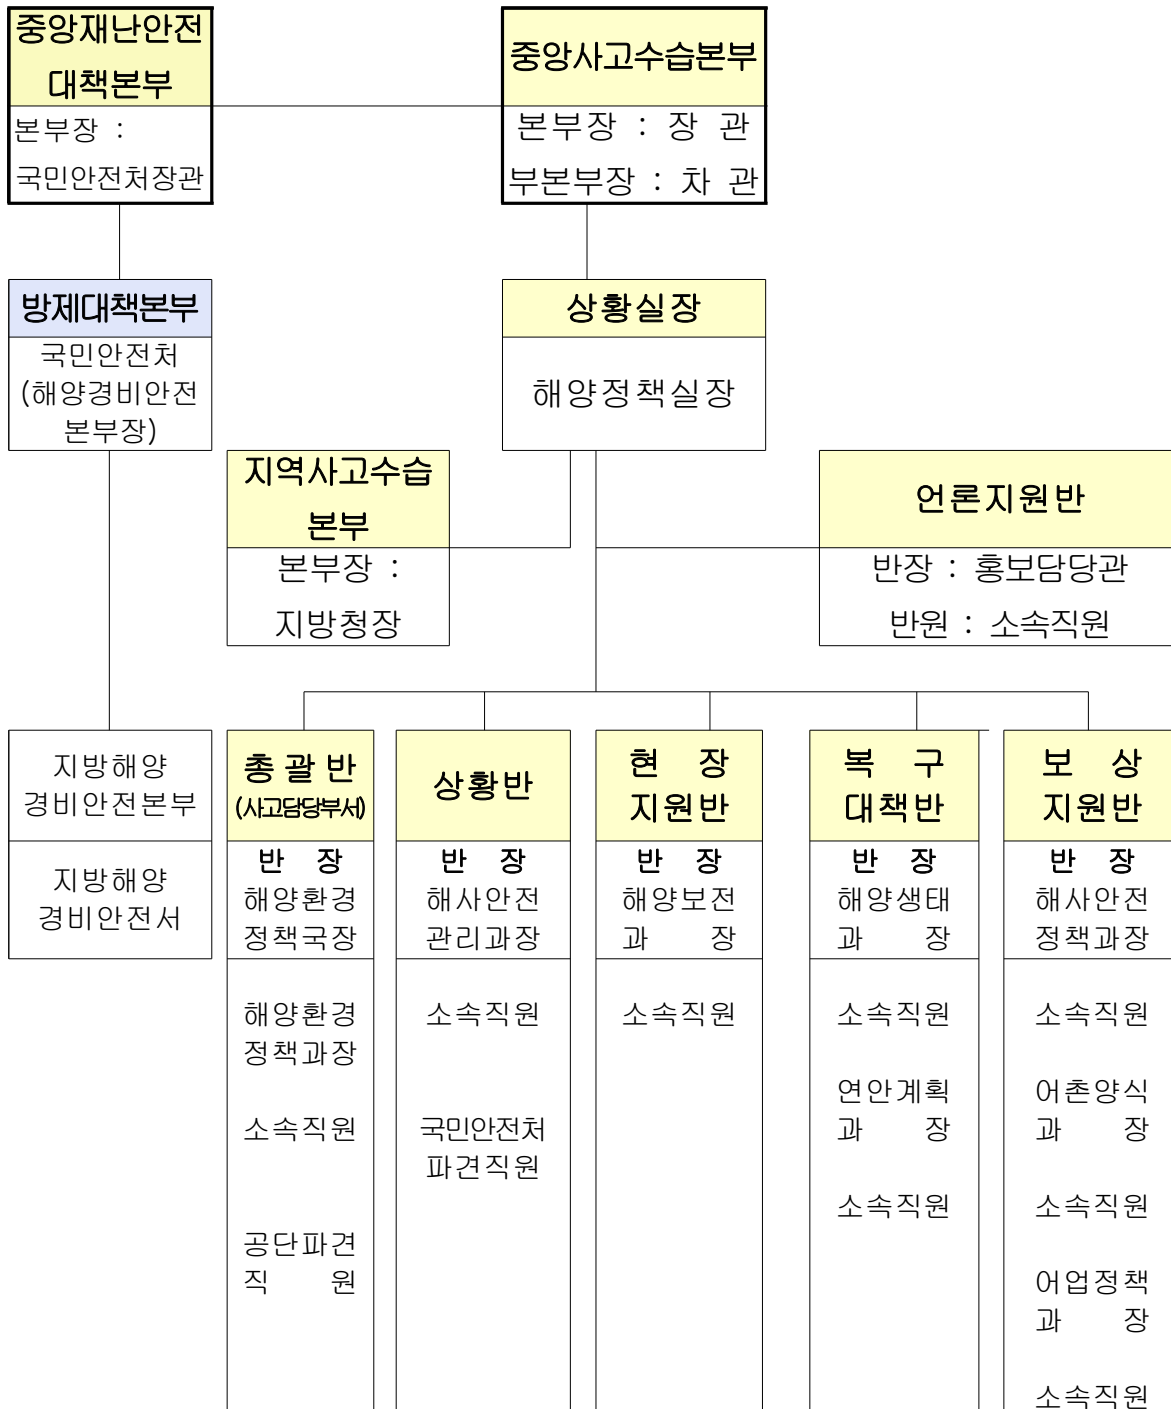 중앙재난안전
대책본부
본부장 :
국민안전처장관
중앙사고수습본부
본부장 : 장 관
부본부장 : 차 관
방제대책본부
국민안전처
(해양경비안전
본부장)
상황실장
해양정책실장
지역사고수습
본부
본부장 :
지방청장
언론지원반
반장 : 홍보담당관
반원 : 소속직원
지방해양
경비안전본부
지방해양
경비안전서
총 괄 반
(사고담당부서)
반 장
해양환경
정책국장
해양환경
정책과장
소속직원
공단파견
직 원
상황반
반 장
해사안전
관리과장
소속직원
국민안전처
파견직원
현 장
지원반
반 장
해양보전
과 장
소속직원
복 구
대책반
반 장
해양생태
과 장
소속직원
연안계획
과 장
소속직원
보 상
지원반
반 장
해사안전
정책과장
소속직원
어촌양식
과 장
소속직원
어업정책
과 장
소속직원